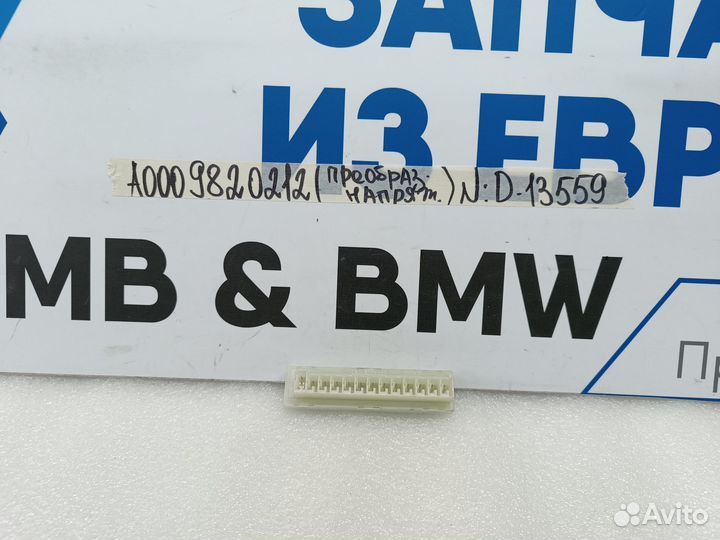 ЗАПЧА
ИЗ ЕВР
A0009820212 (преобраз. напряж.) N: D-13559
MB & BMW
Пр
Avito